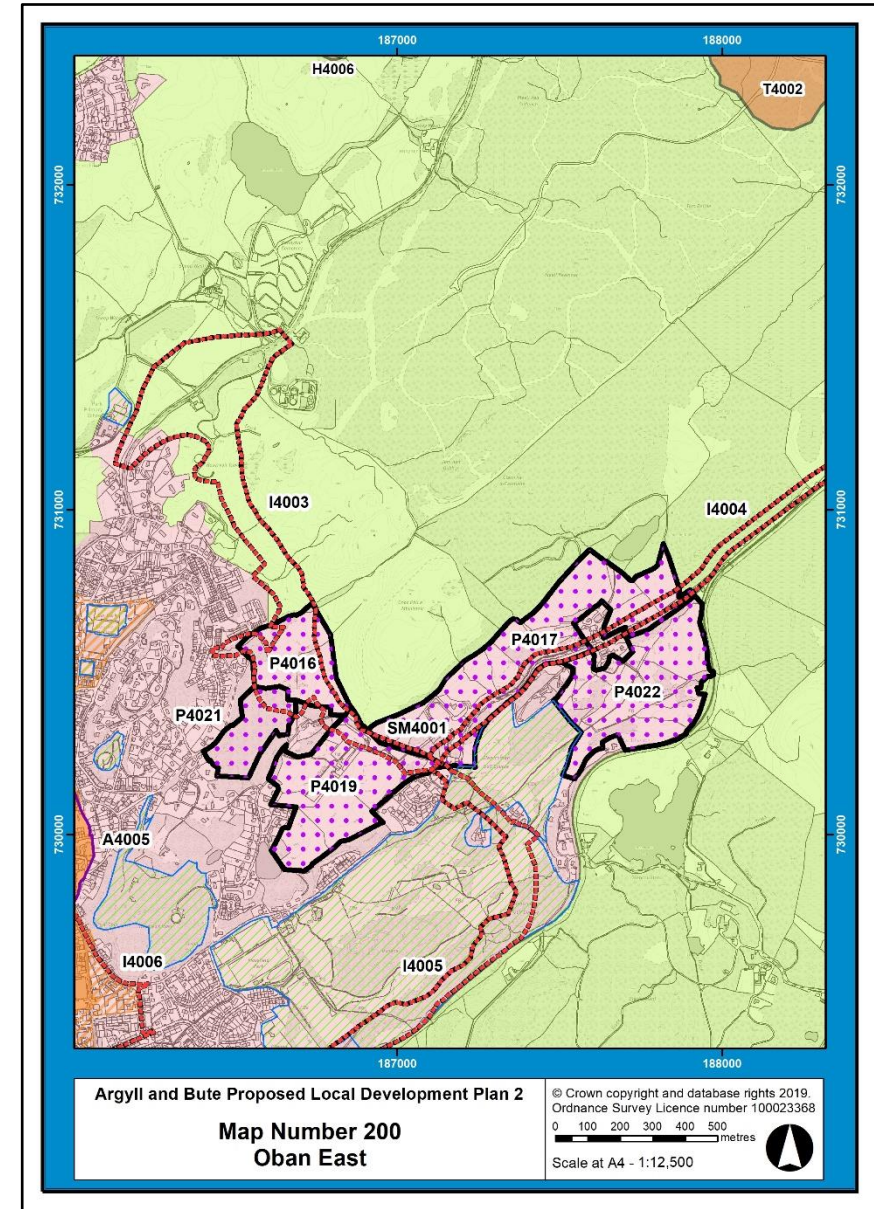 187000
188000
H4006
T4002
732000
732000
I4003
731000
I4004
731000
P4017
P4016
P4022
P4021
SM4001
P4019
730000
A4005
730000
I4006
I4005
187000
188000
Argyll and Bute Proposed Local Development Plan 2
Map Number 200
Oban East
© Crown copyright and database rights 2019.
Ordnance Survey Licence number 100023368
0 100 200 300 400 500
metres
Scale at A4 - 1:12,500